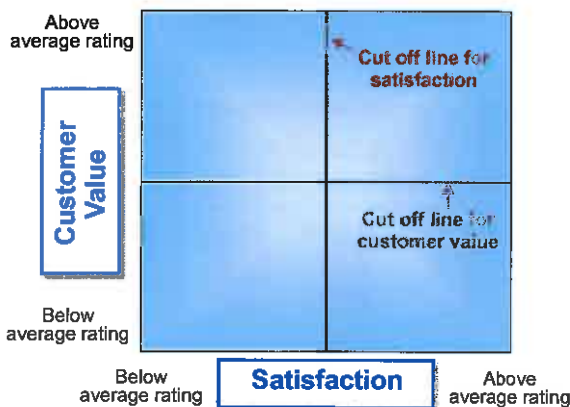 Above
average rating
Cut off line for
satisfaction
Customer
Value
Cut off line for
customer value
Below
average rating
Below
average rating
Satisfaction
Above
average rating